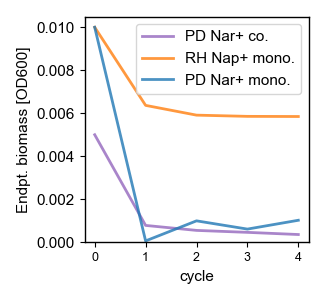 PD Nar+ co.
RH Nap+ mono.
PD Nar+ mono.
Endpt. biomass [OD600]
0.010
0.008
0.006
0.004
0.002
0.000
0 1 2 3 4
cycle